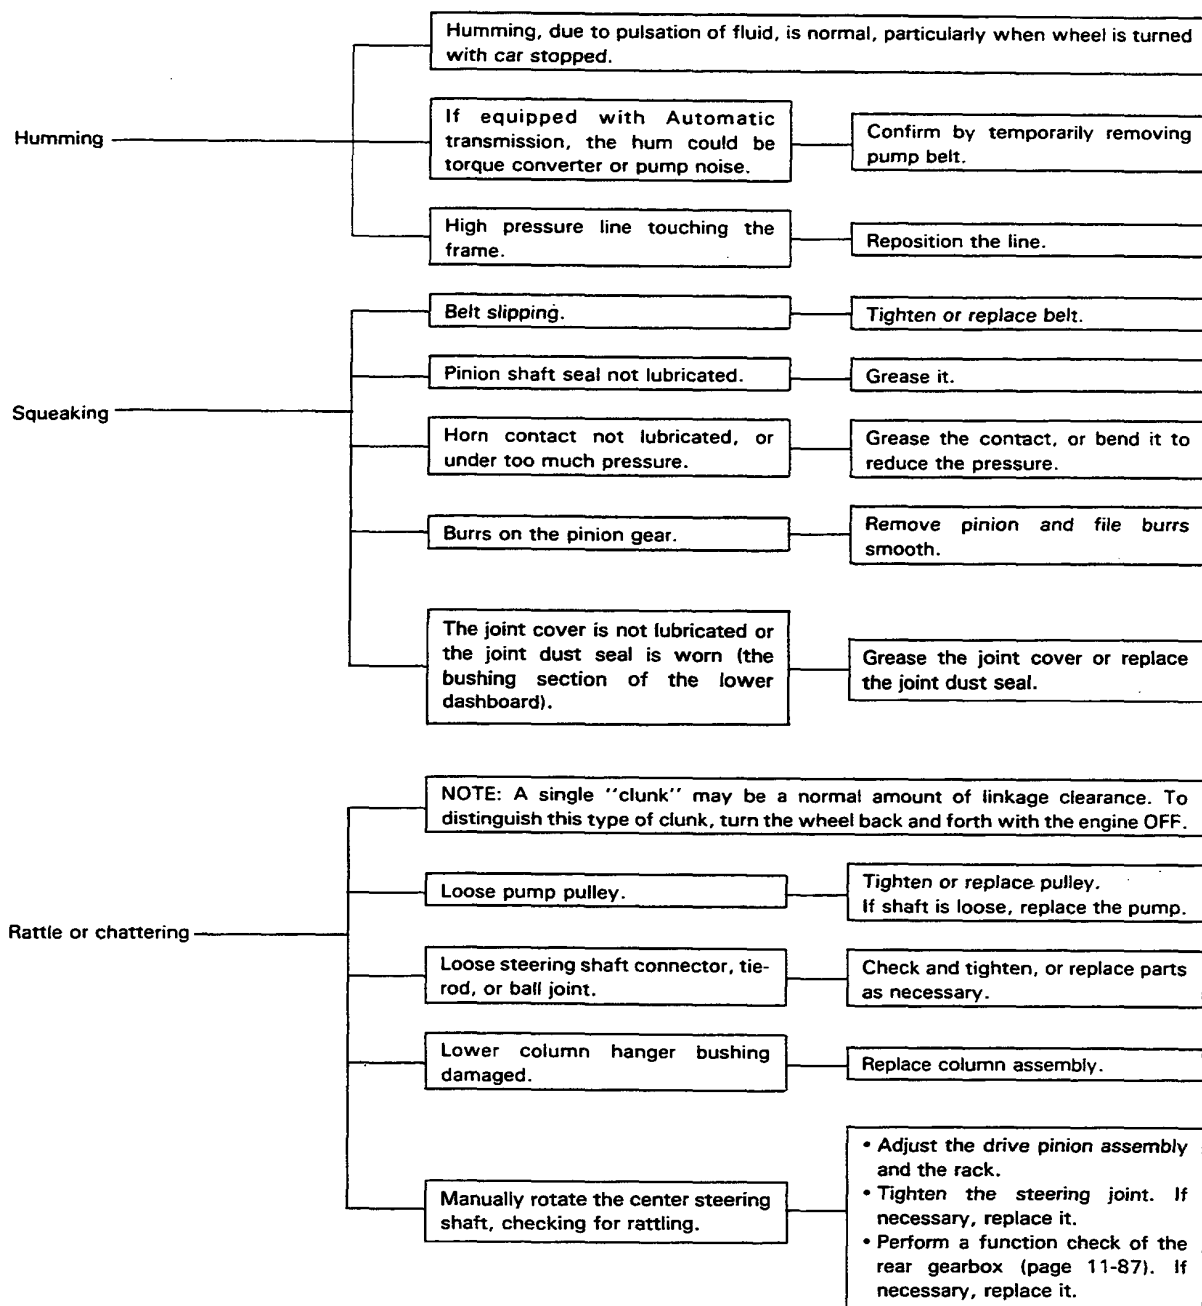 Humming
Humming, due to pulsation of fluid, is normal, particularly when wheel is turned
with car stopped.
If equipped with Automatic
transmission, the hum could be
torque converter or pump noise.
Confirm by temporarily removing
pump belt.
High pressure line touching the
frame.
Reposition the line.
Squeaking
Belt slipping.
Tighten or replace belt.
Pinion shaft seal not lubricated.
Grease it.
Horn contact not lubricated, or
under too much pressure.
Grease the contact, or bend it to
reduce the pressure.
Burrs on the pinion gear.
Remove pinion and file burrs
smooth.
The joint cover is not lubricated or
the joint dust seal is worn (the
bushing section of the lower
dashboard).
Grease the joint cover or replace
the joint dust seal.
Rattle or chattering
NOTE: A single "clunk" may be a normal amount of linkage clearance. To
distinguish this type of clunk, turn the wheel back and forth with the engine OFF.
Loose pump pulley.
Tighten or replace pulley.
If shaft is loose, replace the pump.
Loose steering shaft connector, tie-
rod, or ball joint.
Check and tighten, or replace parts
as necessary.
Lower column hanger bushing
damaged.
Replace column assembly.
Manually rotate the center steering
shaft, checking for rattling.
• Adjust the drive pinion assembly
and the rack.
• Tighten the steering joint. If
necessary, replace it.
• Perform a function check of the
rear gearbox (page 11-87). If
necessary, replace it.